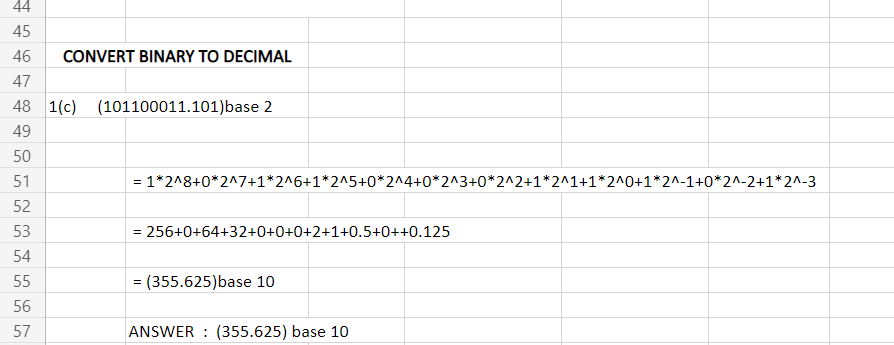 44
45
46 CONVERT BINARY TO DECIMAL
47
48 1(c) (101100011.101)base 2
49
50
51 = 1*2^8+0*2^7+1*2^6+1*2^5+0*2^4+0*2^3+0*2^2+1*2^1+1*2^0+1*2^-1+0*2^-2+1*2^-3
52
53 = 256+0+64+32+0+0+0+2+1+0.5+0++0.125
54
55 = (355.625)base 10
56
57 ANSWER : (355.625) base 10